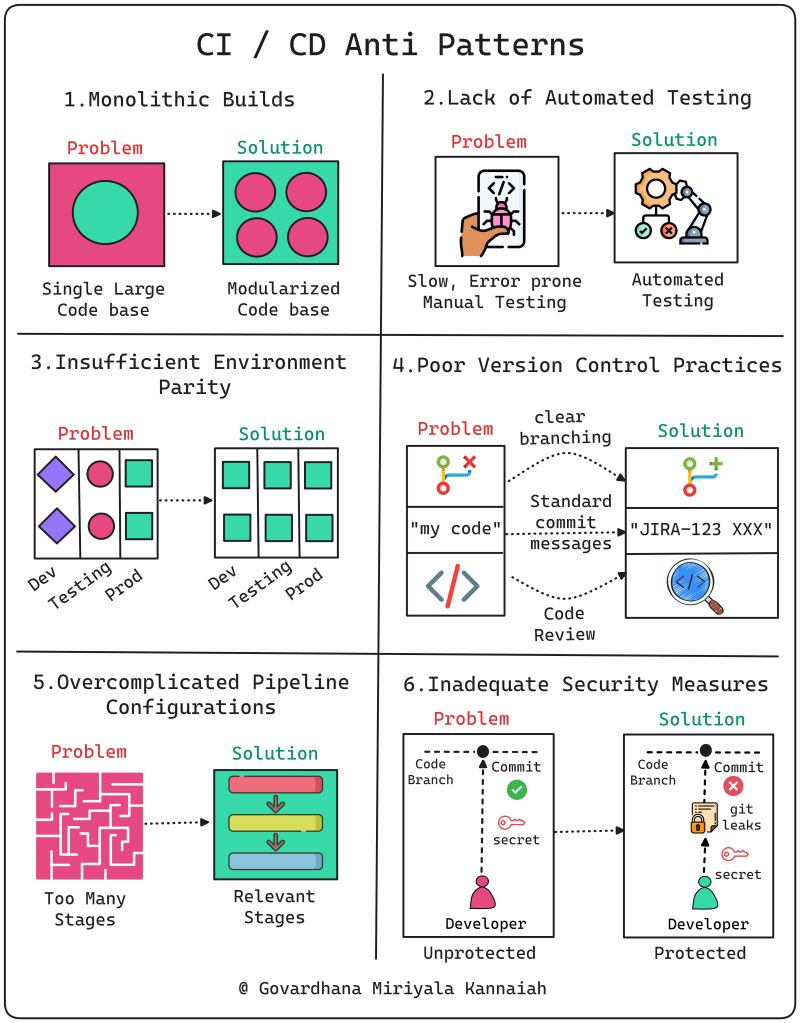 CI / CD Anti Patterns
1.Monolithic Builds
Problem
Solution
Single Large
Code base
Modularized
Code base
2.Lack of Automated Testing
Problem
Solution
</>
Slow, Error prone
Manual Testing
Automated
Testing
3.Insufficient Environment
Parity
Problem
Solution
Dev
Testing
Prod
Dev
Testing
Prod
4.Poor Version Control Practices
Problem
clear
branching
Solution
"my code"
Standard
commit
messages
"JIRA-123 XXX"
</>
</>
Code
Review
5.Overcomplicated Pipeline
Configurations
Problem
Solution
Too Many
Stages
Relevant
Stages
6.Inadequate Security Measures
Problem
Solution
Code
Branch
Commit
secret
Developer
Unprotected
Code
Branch
Commit
git
leaks
secret
Developer
Protected
@ Govardhana Miriyala Kannaiah